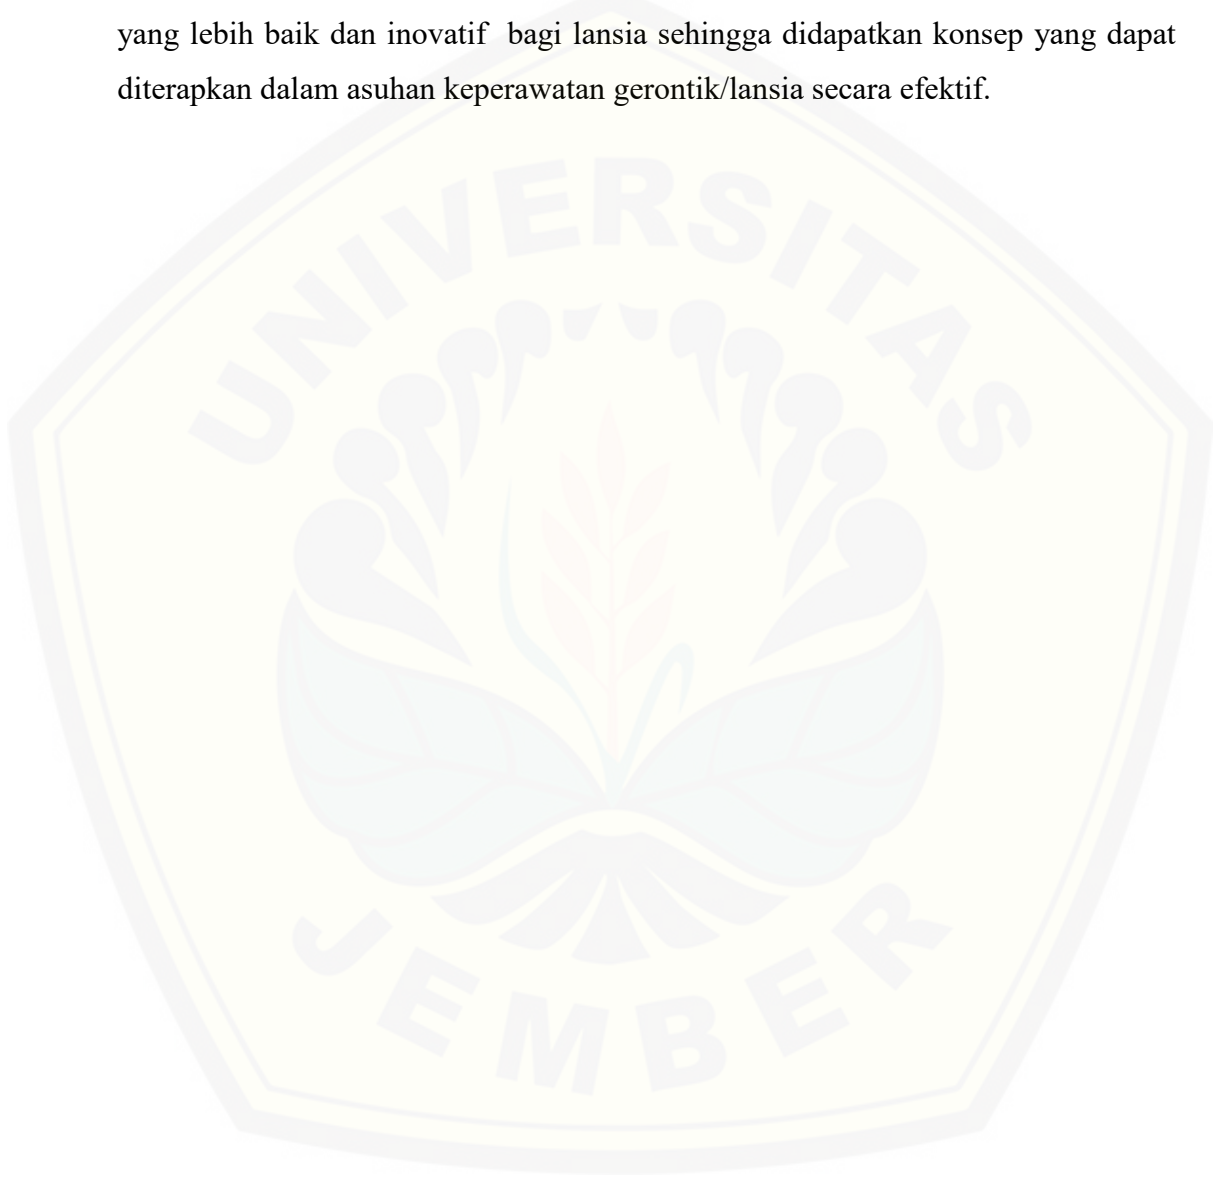 yang lebih baik dan inovatif  bagi lansia sehingga didapatkan konsep yang dapat
diterapkan dalam asuhan keperawatan gerontik/lansia secara efektif.
UNIVERSITAS
JEMBER